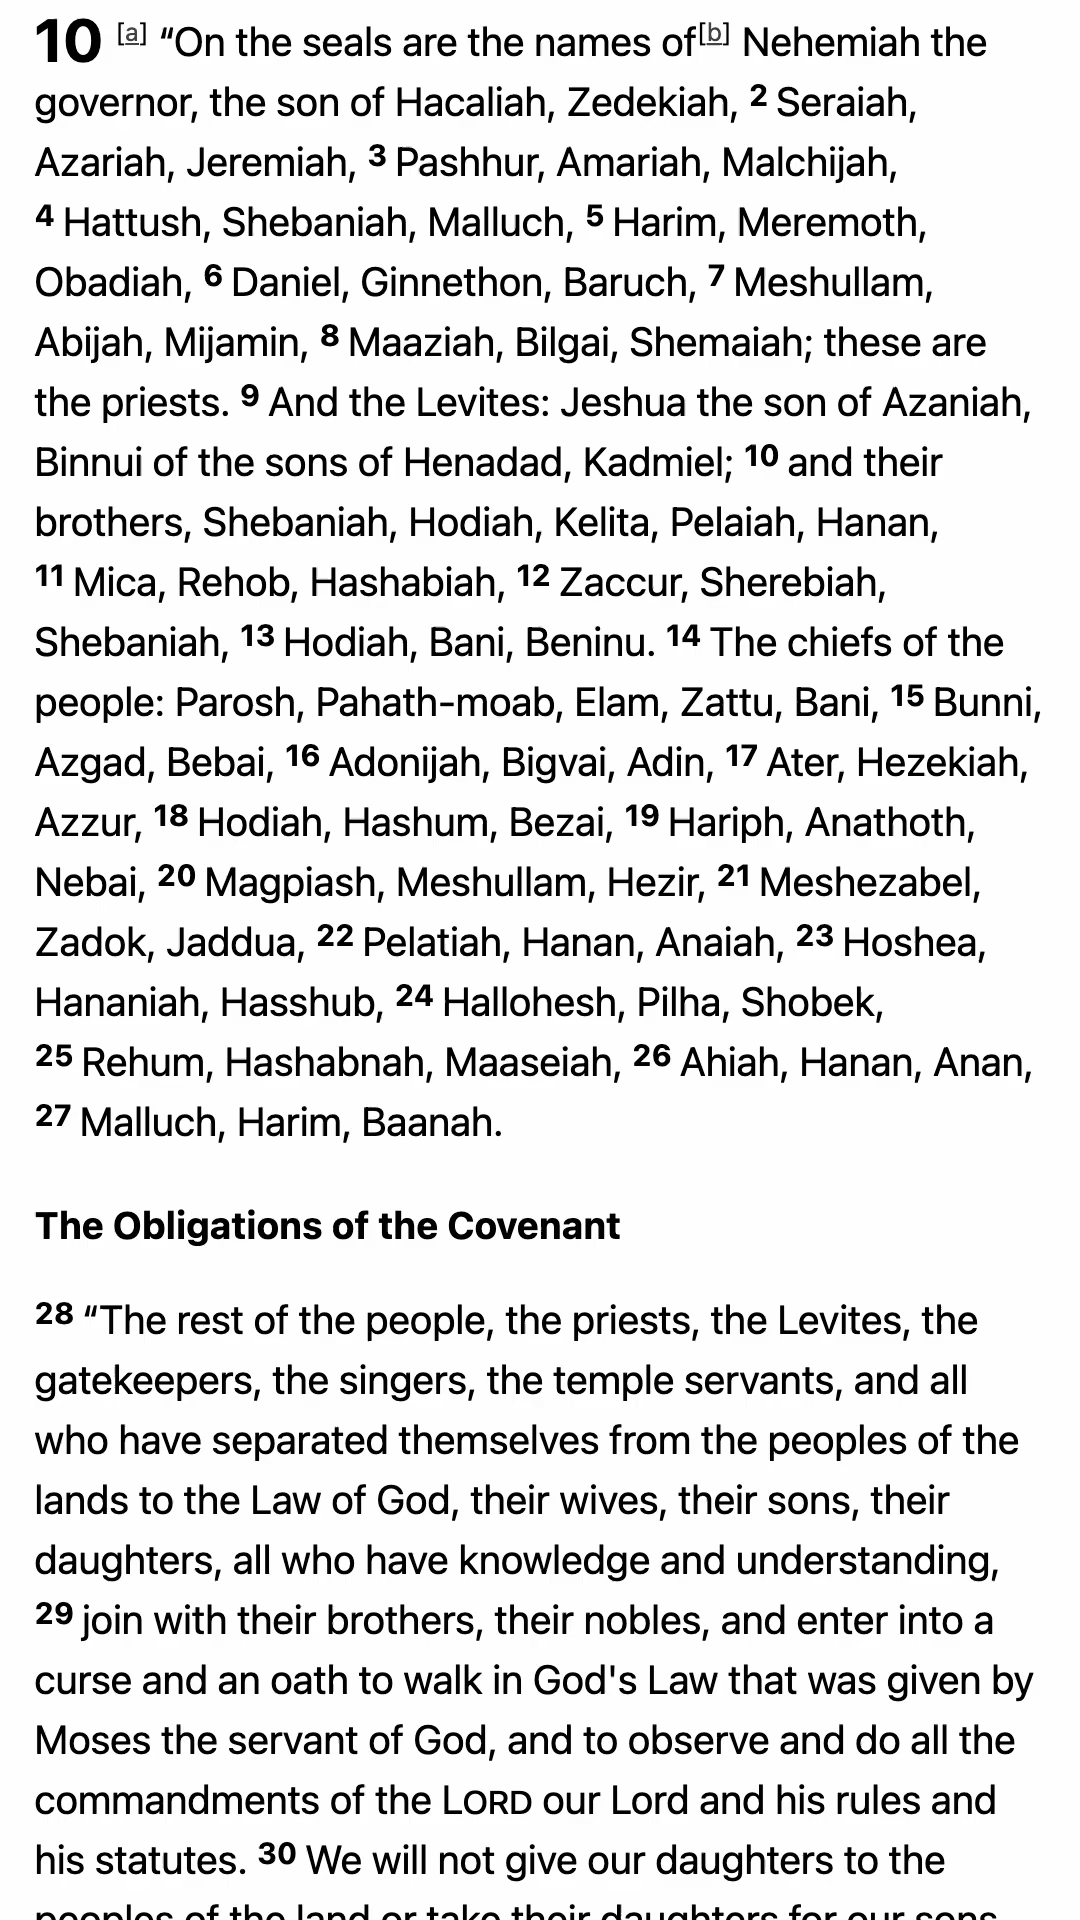 10 [a] “On the seals are the names of[b] Nehemiah the
governor, the son of Hacaliah, Zedekiah, 2 Seraiah,
Azariah, Jeremiah, 3 Pashhur, Amariah, Malchijah,
4 Hattush, Shebaniah, Malluch, 5 Harim, Meremoth,
Obadiah, 6 Daniel, Ginnethon, Baruch, 7 Meshullam,
Abijah, Mijamin, 8 Maaziah, Bilgai, Shemaiah; these are
the priests. 9 And the Levites: Jeshua the son of Azaniah,
Binnui of the sons of Henadad, Kadmiel; 10 and their
brothers, Shebaniah, Hodiah, Kelita, Pelaiah, Hanan,
11 Mica, Rehob, Hashabiah, 12 Zaccur, Sherebiah,
Shebaniah, 13 Hodiah, Bani, Beninu. 14 The chiefs of the
people: Parosh, Pahath-moab, Elam, Zattu, Bani, 15 Bunni,
Azgad, Bebai, 16 Adonijah, Bigvai, Adin, 17 Ater, Hezekiah,
Azzur, 18 Hodiah, Hashum, Bezai, 19 Hariph, Anathoth,
Nebai, 20 Magpiash, Meshullam, Hezir, 21 Meshezabel,
Zadok, Jaddua, 22 Pelatiah, Hanan, Anaiah, 23 Hoshea,
Hananiah, Hasshub, 24 Hallohesh, Pilha, Shobek,
25 Rehum, Hashabnah, Maaseiah, 26 Ahiah, Hanan, Anan,
27 Malluch, Harim, Baanah.
The Obligations of the Covenant
28 “The rest of the people, the priests, the Levites, the
gatekeepers, the singers, the temple servants, and all
who have separated themselves from the peoples of the
lands to the Law of God, their wives, their sons, their
daughters, all who have knowledge and understanding,
29 join with their brothers, their nobles, and enter into a
curse and an oath to walk in God's Law that was given by
Moses the servant of God, and to observe and do all the
commandments of the LORD our Lord and his rules and
his statutes. 30 We will not give our daughters to the
peoples of the land or take their daughters for our sons